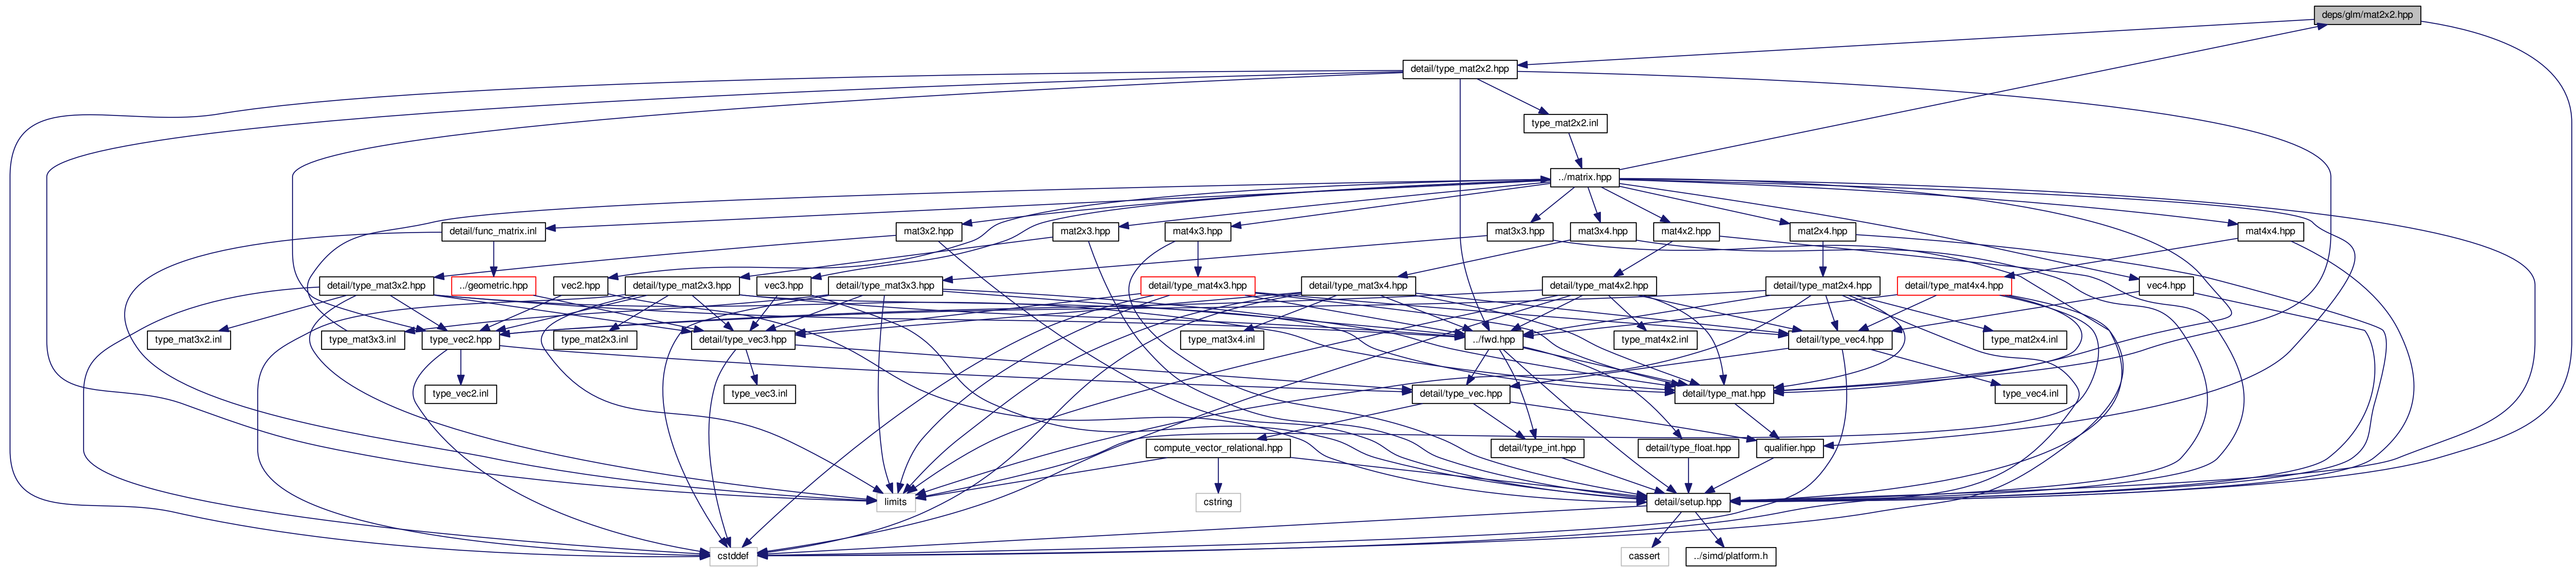 deps/glm/mat2x2.hpp
detail/type_mat2x2.hpp
type_mat2x2.inl
../matrix.hpp
detail/func_matrix.inl
mat3x2.hpp
mat2x3.hpp
mat4x3.hpp
mat3x3.hpp
mat3x4.hpp
mat4x2.hpp
mat2x4.hpp
mat4x4.hpp
detail/type_mat3x2.hpp
../geometric.hpp
vec2.hpp
detail/type_mat2x3.hpp
vec3.hpp
detail/type_mat3x3.hpp
detail/type_mat4x3.hpp
detail/type_mat3x4.hpp
detail/type_mat4x2.hpp
detail/type_mat2x4.hpp
detail/type_mat4x4.hpp
vec4.hpp
type_mat3x2.inl
type_mat3x3.inl
type_vec2.hpp
type_mat2x3.inl
detail/type_vec3.hpp
type_mat3x4.inl
../fwd.hpp
type_mat4x2.inl
detail/type_vec4.hpp
type_mat2x4.inl
type_vec2.inl
type_vec3.inl
detail/type_vec.hpp
detail/type_mat.hpp
type_vec4.inl
compute_vector_relational.hpp
detail/type_int.hpp
detail/type_float.hpp
qualifier.hpp
limits
cstring
detail/setup.hpp
cstddef
cassert
../simd/platform.h